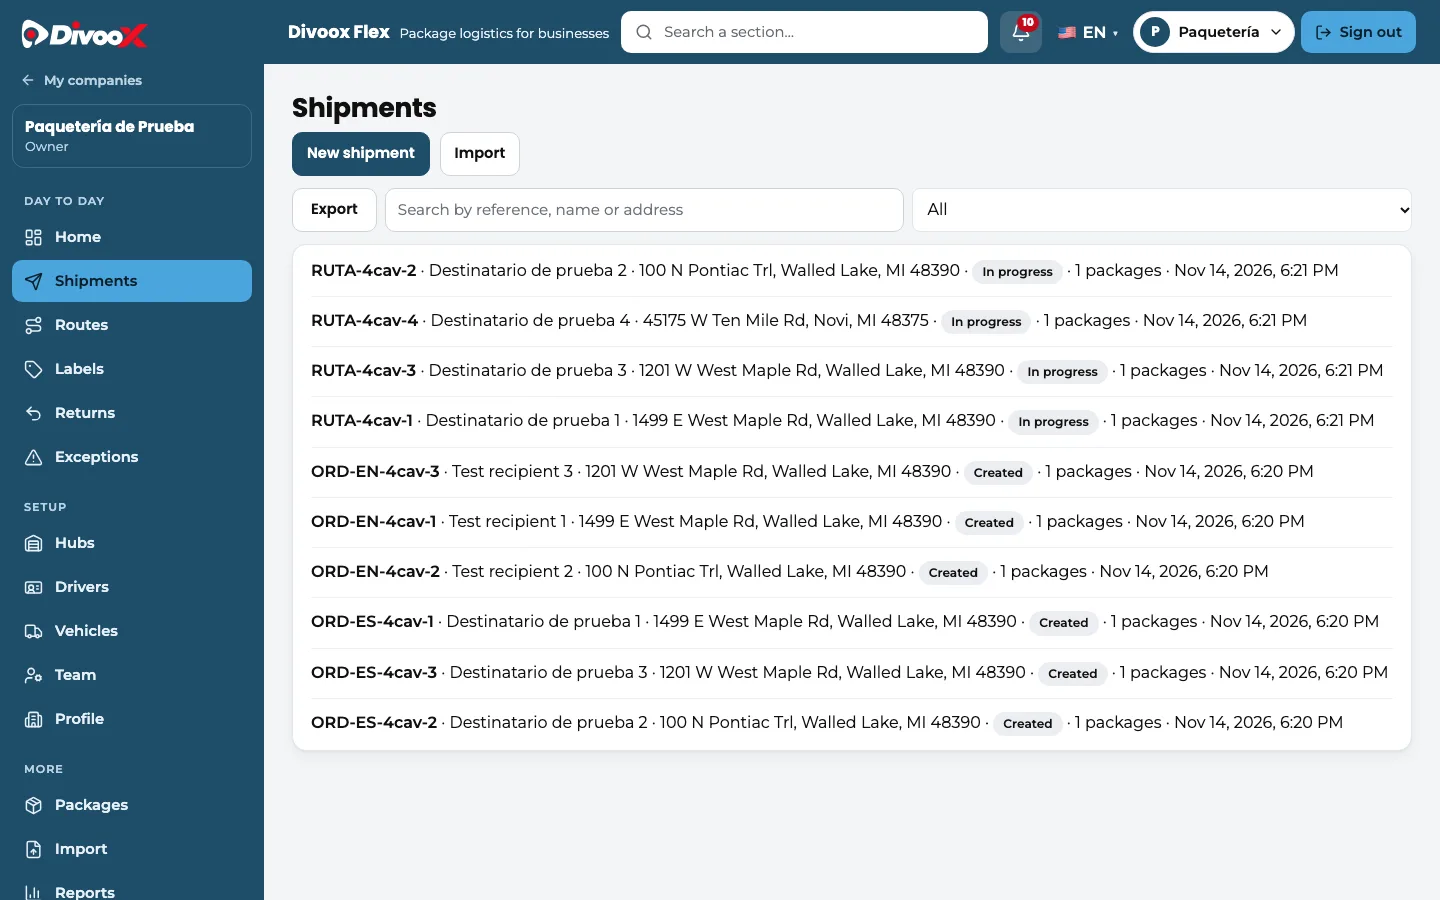 DivooX
Divoox Flex Package logistics for businesses
Search a section...
10
EN
P Paquetería
Sign out
My companies
Paquetería de Prueba
Owner
DAY TO DAY
Home
Shipments
Routes
Labels
Returns
Exceptions
SETUP
Hubs
Drivers
Vehicles
Team
Profile
MORE
Packages
Import
Reports
Shipments
New shipment Import
Export Search by reference, name or address All
RUTA-4cav-2 · Destinatario de prueba 2 · 100 N Pontiac Trl, Walled Lake, MI 48390 · In progress · 1 packages · Nov 14, 2026, 6:21 PM
RUTA-4cav-4 · Destinatario de prueba 4 · 45175 W Ten Mile Rd, Novi, MI 48375 · In progress · 1 packages · Nov 14, 2026, 6:21 PM
RUTA-4cav-3 · Destinatario de prueba 3 · 1201 W West Maple Rd, Walled Lake, MI 48390 · In progress · 1 packages · Nov 14, 2026, 6:21 PM
RUTA-4cav-1 · Destinatario de prueba 1 · 1499 E West Maple Rd, Walled Lake, MI 48390 · In progress · 1 packages · Nov 14, 2026, 6:21 PM
ORD-EN-4cav-3 · Test recipient 3 · 1201 W West Maple Rd, Walled Lake, MI 48390 · Created · 1 packages · Nov 14, 2026, 6:20 PM
ORD-EN-4cav-1 · Test recipient 1 · 1499 E West Maple Rd, Walled Lake, MI 48390 · Created · 1 packages · Nov 14, 2026, 6:20 PM
ORD-EN-4cav-2 · Test recipient 2 · 100 N Pontiac Trl, Walled Lake, MI 48390 · Created · 1 packages · Nov 14, 2026, 6:20 PM
ORD-ES-4cav-1 · Destinatario de prueba 1 · 1499 E West Maple Rd, Walled Lake, MI 48390 · Created · 1 packages · Nov 14, 2026, 6:20 PM
ORD-ES-4cav-3 · Destinatario de prueba 3 · 1201 W West Maple Rd, Walled Lake, MI 48390 · Created · 1 packages · Nov 14, 2026, 6:20 PM
ORD-ES-4cav-2 · Destinatario de prueba 2 · 100 N Pontiac Trl, Walled Lake, MI 48390 · Created · 1 packages · Nov 14, 2026, 6:20 PM